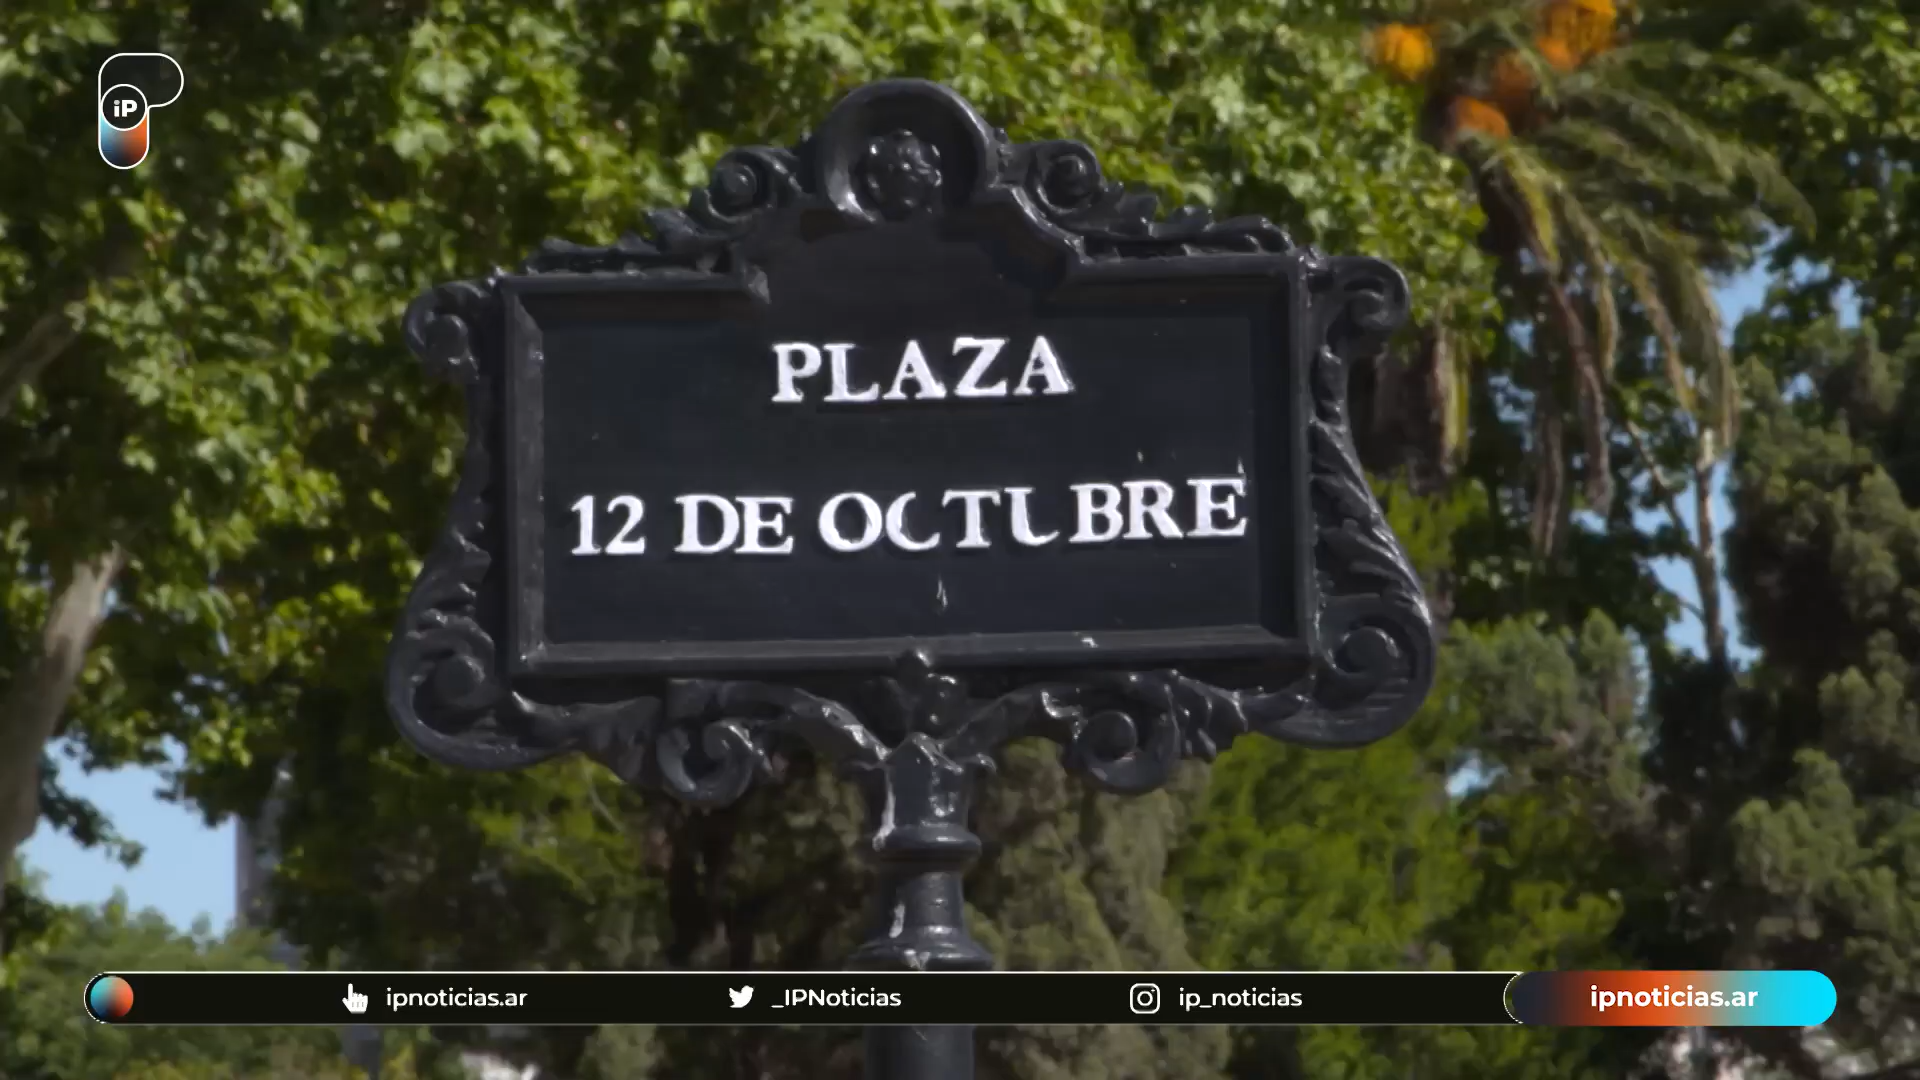 iP
PLAZA
12 DE OCTUBRE
ipnoticias.ar
_IPNoticias
ip_noticias
ipnoticias.ar